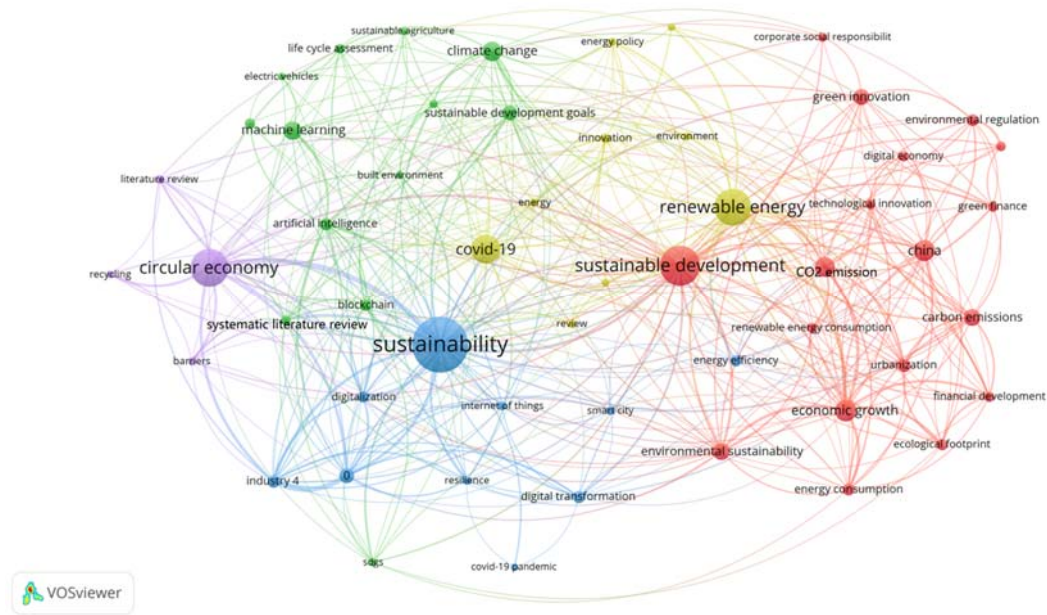 sustainable agriculture
life cycle assessment
climate change
energy policy
corporate social responsibilit
electric vehicles
green innovation
sustainable development goals
machine learning
environmental regulation
innovation
environment
digital economy
literature review
built environment
energy
renewable energy
technological innovation
green finance
artificial intelligence
covid-19
china
circular economy
sustainable development
CO2 emission
recycling
blockchain
systematic literature review
review
renewable energy consumption
carbon emissions
sustainability
barriers
energy efficiency
urbanization
digitalization
internet of things
smart city
economic growth
financial development
environmental sustainability
ecological footprint
industry 4
0
resilience
digital transformation
energy consumption
sdgs
covid-19 pandemic
VOSviewer